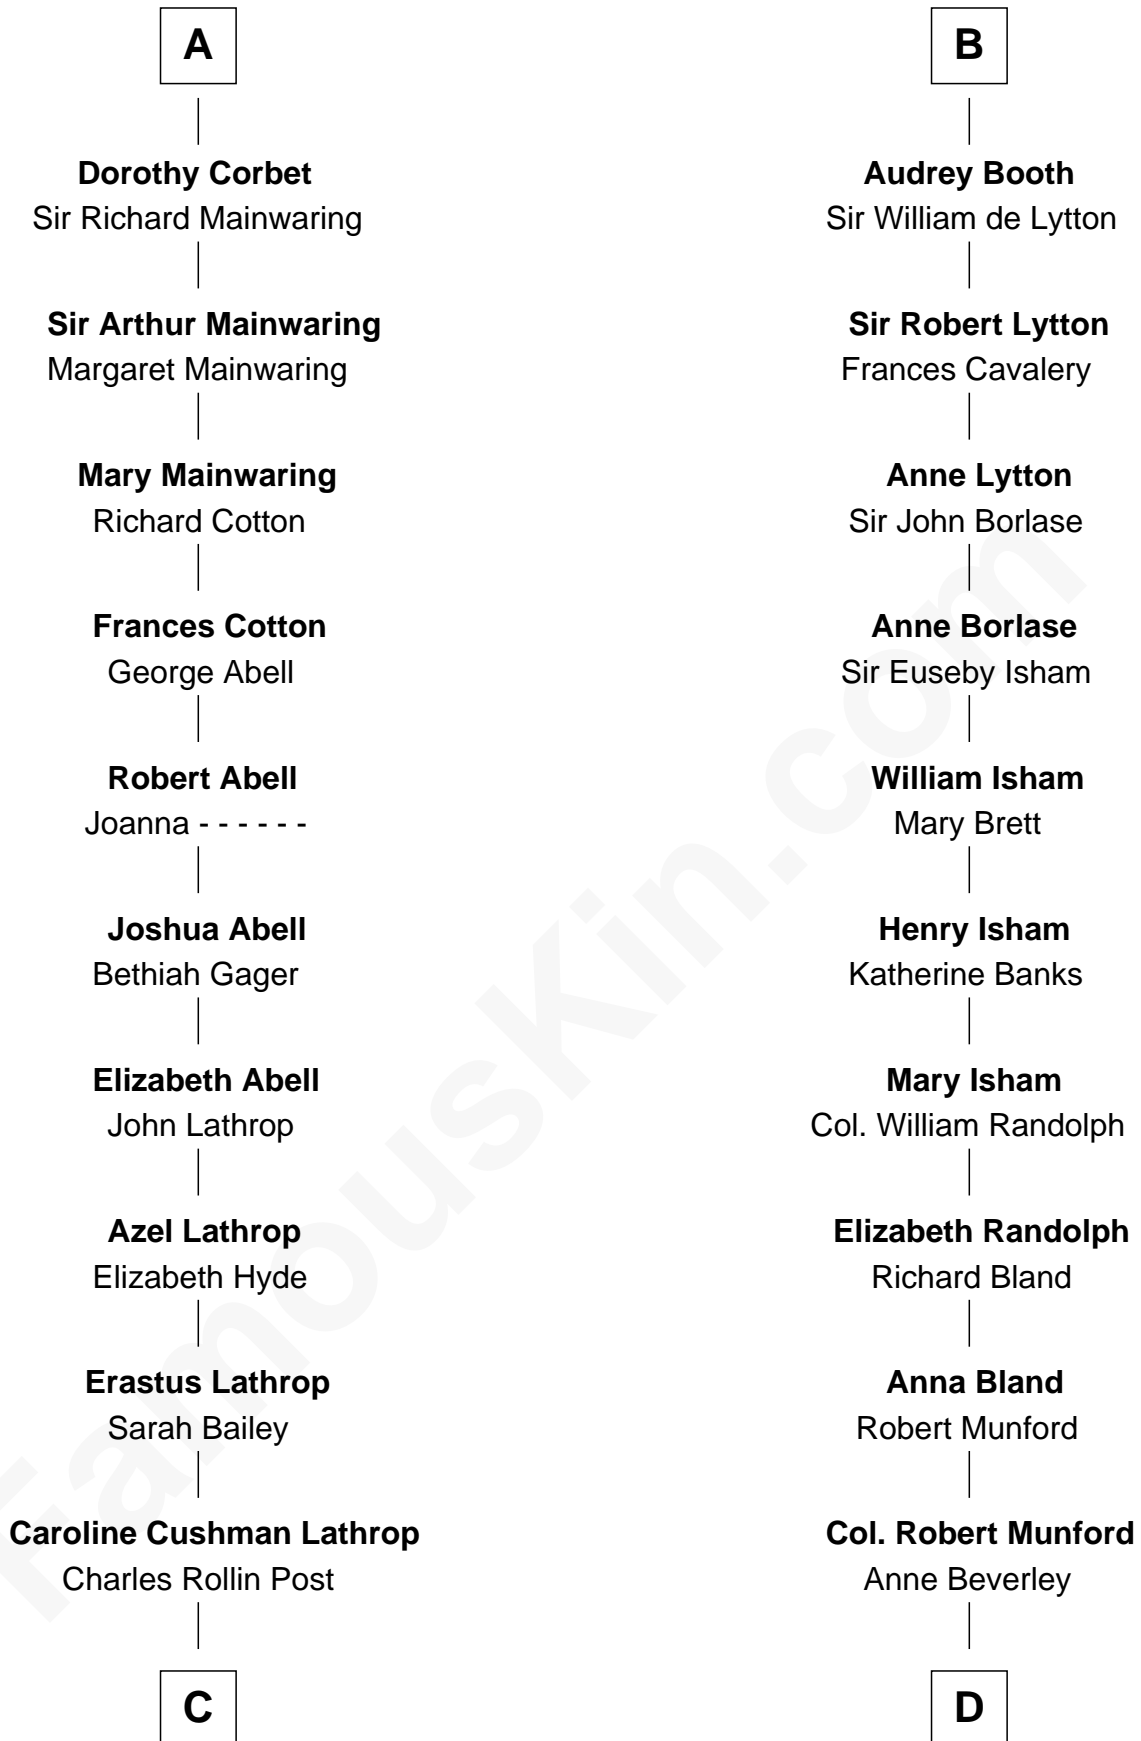 A
Dorothy Corbet
Sir Richard Mainwaring
Sir Arthur Mainwaring
Margaret Mainwaring
Mary Mainwaring
Richard Cotton
Frances Cotton
George Abell
Robert Abell
Joanna - - - - - -
Joshua Abell
Bethiah Gager
Elizabeth Abell
John Lathrop
Azel Lathrop
Elizabeth Hyde
Erastus Lathrop
Sarah Bailey
Caroline Cushman Lathrop
Charles Rollin Post
C
B
Audrey Booth
Sir William de Lytton
Sir Robert Lytton
Frances Cavalery
Anne Lytton
Sir John Borlase
Anne Borlase
Sir Euseby Isham
William Isham
Mary Brett
Henry Isham
Katherine Banks
Mary Isham
Col. William Randolph
Elizabeth Randolph
Richard Bland
Anna Bland
Robert Munford
Col. Robert Munford
Anne Beverley
D
FamousKin.com